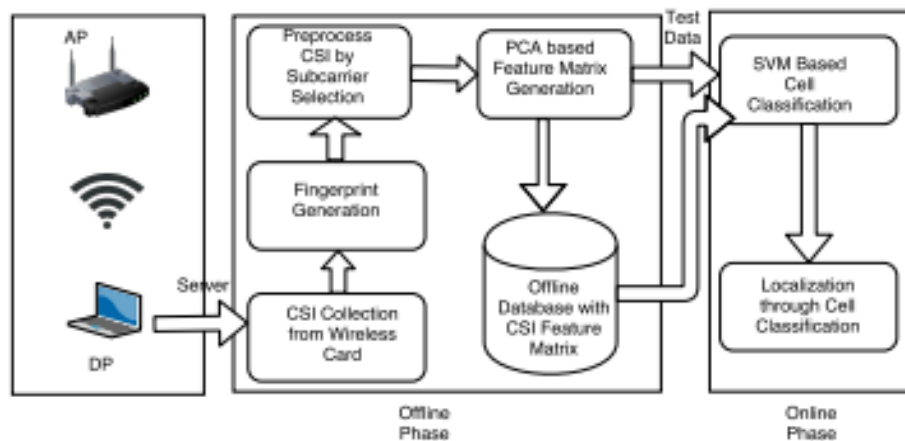 AP
DP
Server
CSI Collection
from Wireless
Card
Fingerprint
Generation
Preprocess
CSI by
Subcarrier
Selection
PCA based
Feature Matrix
Generation
Offline
Database with
CSI Feature
Matrix
Test
Data
SVM Based
Cell
Classification
Localization
through Cell
Classification
Offline
Phase
Online
Phase